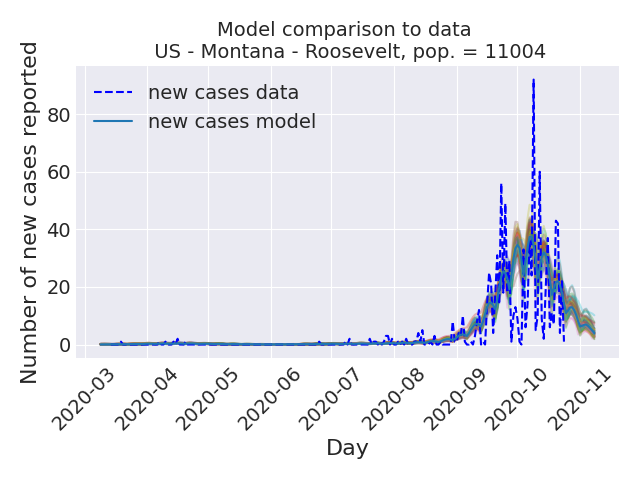 Model comparison to data
US - Montana - Roosevelt, pop. = 11004
Number of new cases reported
80
60
40
20
0
new cases data
new cases model
2020-03
2020-04
2020-05
2020-06
2020-07
2020-08
2020-09
2020-10
2020-11
Day